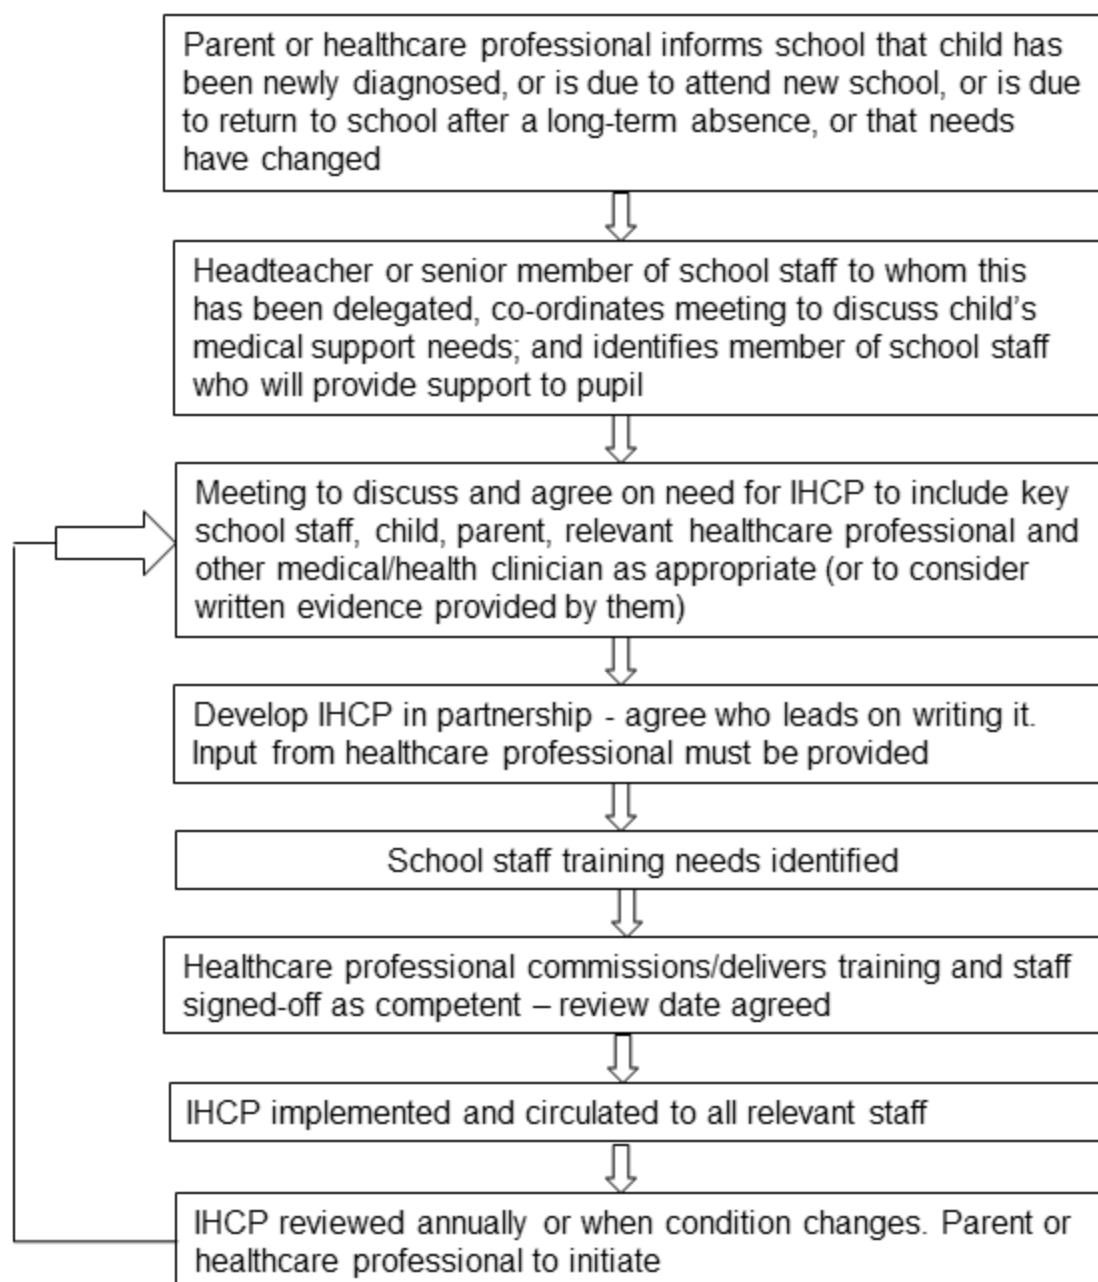 Parent or healthcare professional informs school that child has
been newly diagnosed, or is due to attend new school, or is due
to return to school after a long-term absence, or that needs
have changed
Headteacher or senior member of school staff to whom this
has been delegated, co-ordinates meeting to discuss child’s
medical support needs; and identifies member of school staff
who will provide support to pupil
Meeting to discuss and agree on need for IHCP to include key
school staff, child, parent, relevant healthcare professional and
other medical/health clinician as appropriate (or to consider
written evidence provided by them)
Develop IHCP in partnership - agree who leads on writing it.
Input from healthcare professional must be provided
School staff training needs identified
Healthcare professional commissions/delivers training and staff
signed-off as competent – review date agreed
IHCP implemented and circulated to all relevant staff
IHCP reviewed annually or when condition changes. Parent or
healthcare professional to initiate